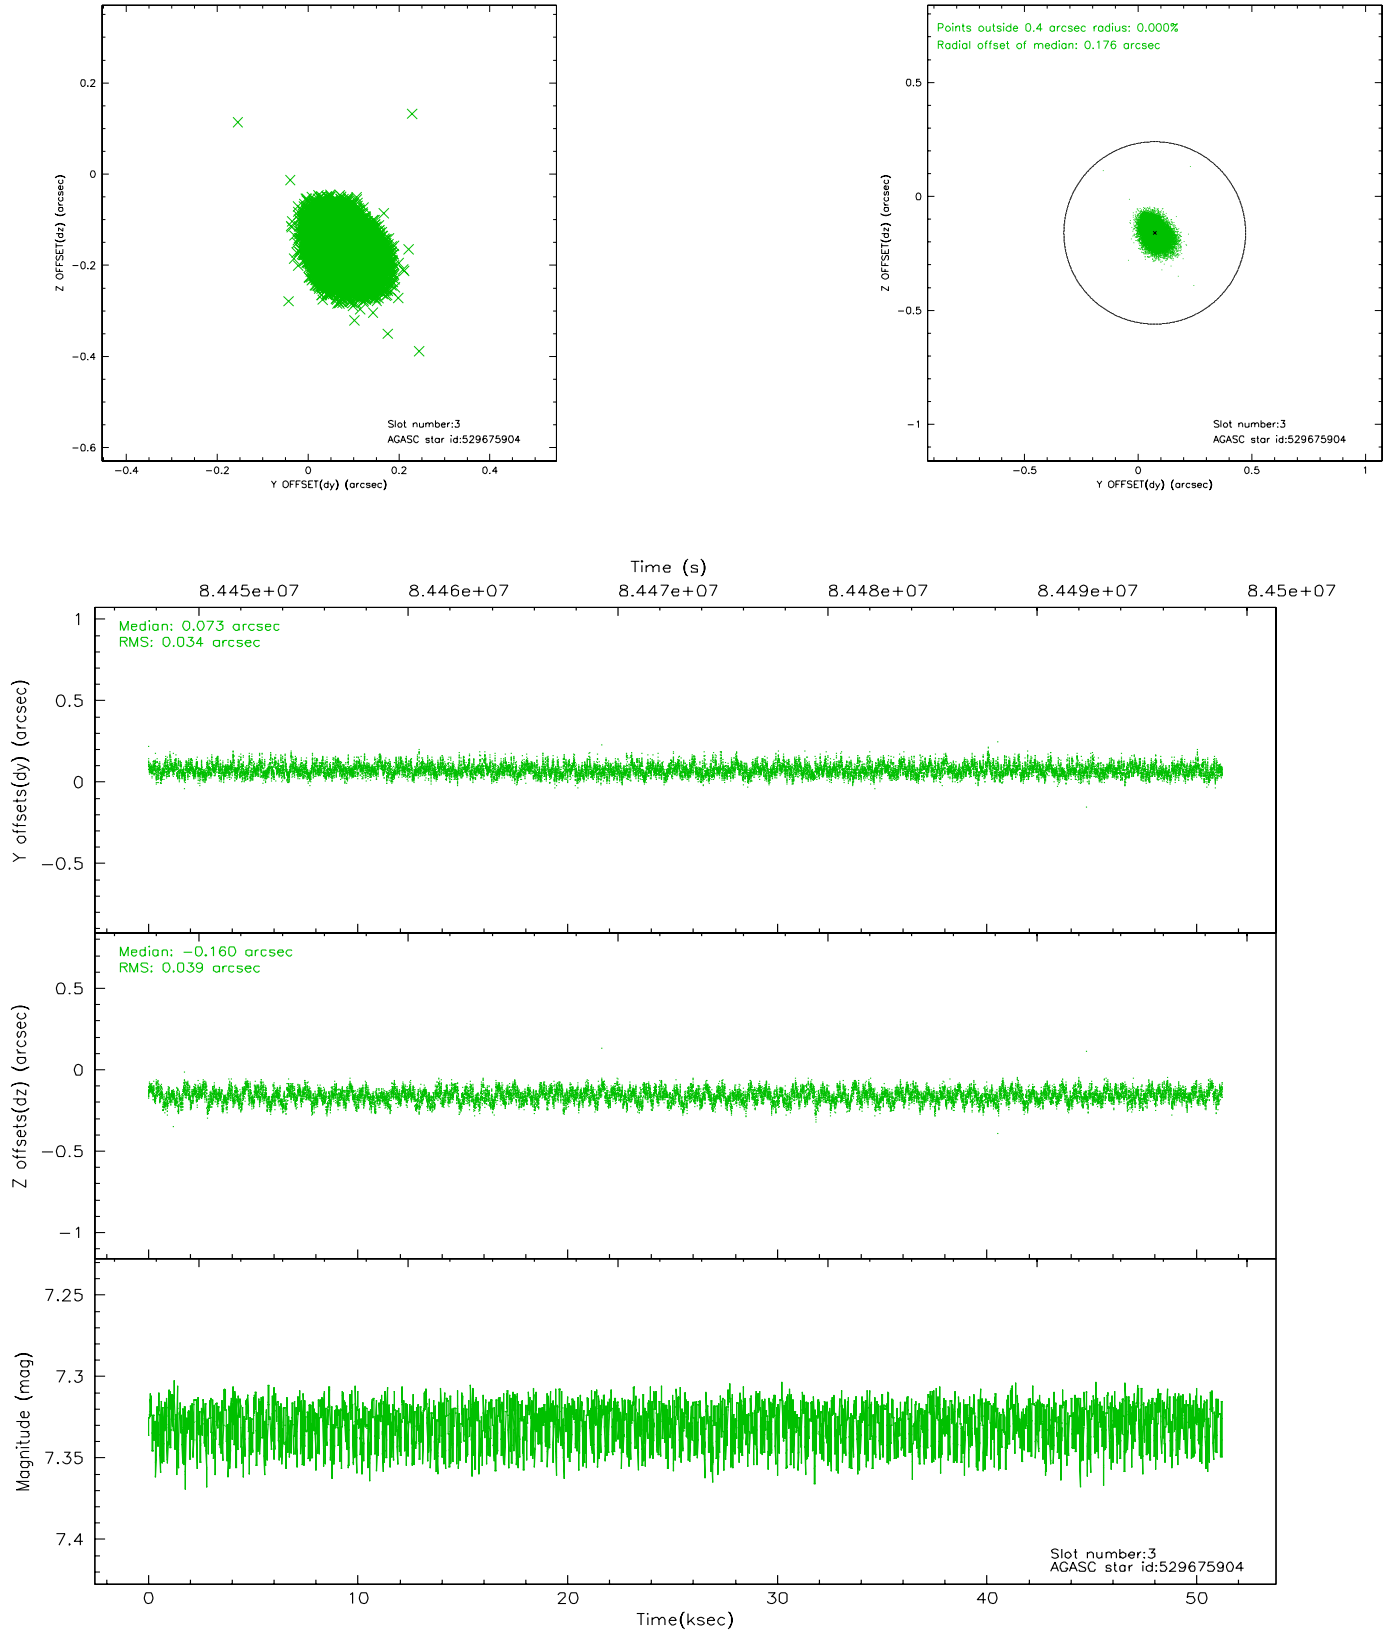 0.2
0
−0.2
−0.4
−0.6
Z OFFSET(dz) (arcsec)
Slot number:3
AGASC star id:529675904
−0.4
−0.2
0
0.2
0.4
Y OFFSET(dy) (arcsec)
Points outside 0.4 arcsec radius: 0.000%
Radial offset of median: 0.176 arcsec
0.5
0
−0.5
−1
Z OFFSET(dz) (arcsec)
Slot number:3
AGASC star id:529675904
−0.5
0
0.5
1
Y OFFSET(dy) (arcsec)
Time (s)
8.445e+07
8.446e+07
8.447e+07
8.448e+07
8.449e+07
8.45e+07
Median: 0.073 arcsec
RMS: 0.034 arcsec
1
0.5
0
−0.5
Y offsets(dy) (arcsec)
Median: −0.160 arcsec
RMS: 0.039 arcsec
0.5
0
−0.5
−1
Z offsets(dz) (arcsec)
7.25
7.3
7.35
7.4
Magnitude (mag)
Slot number:3
AGASC star id:529675904
0
10
20
30
40
50
Time(ksec)